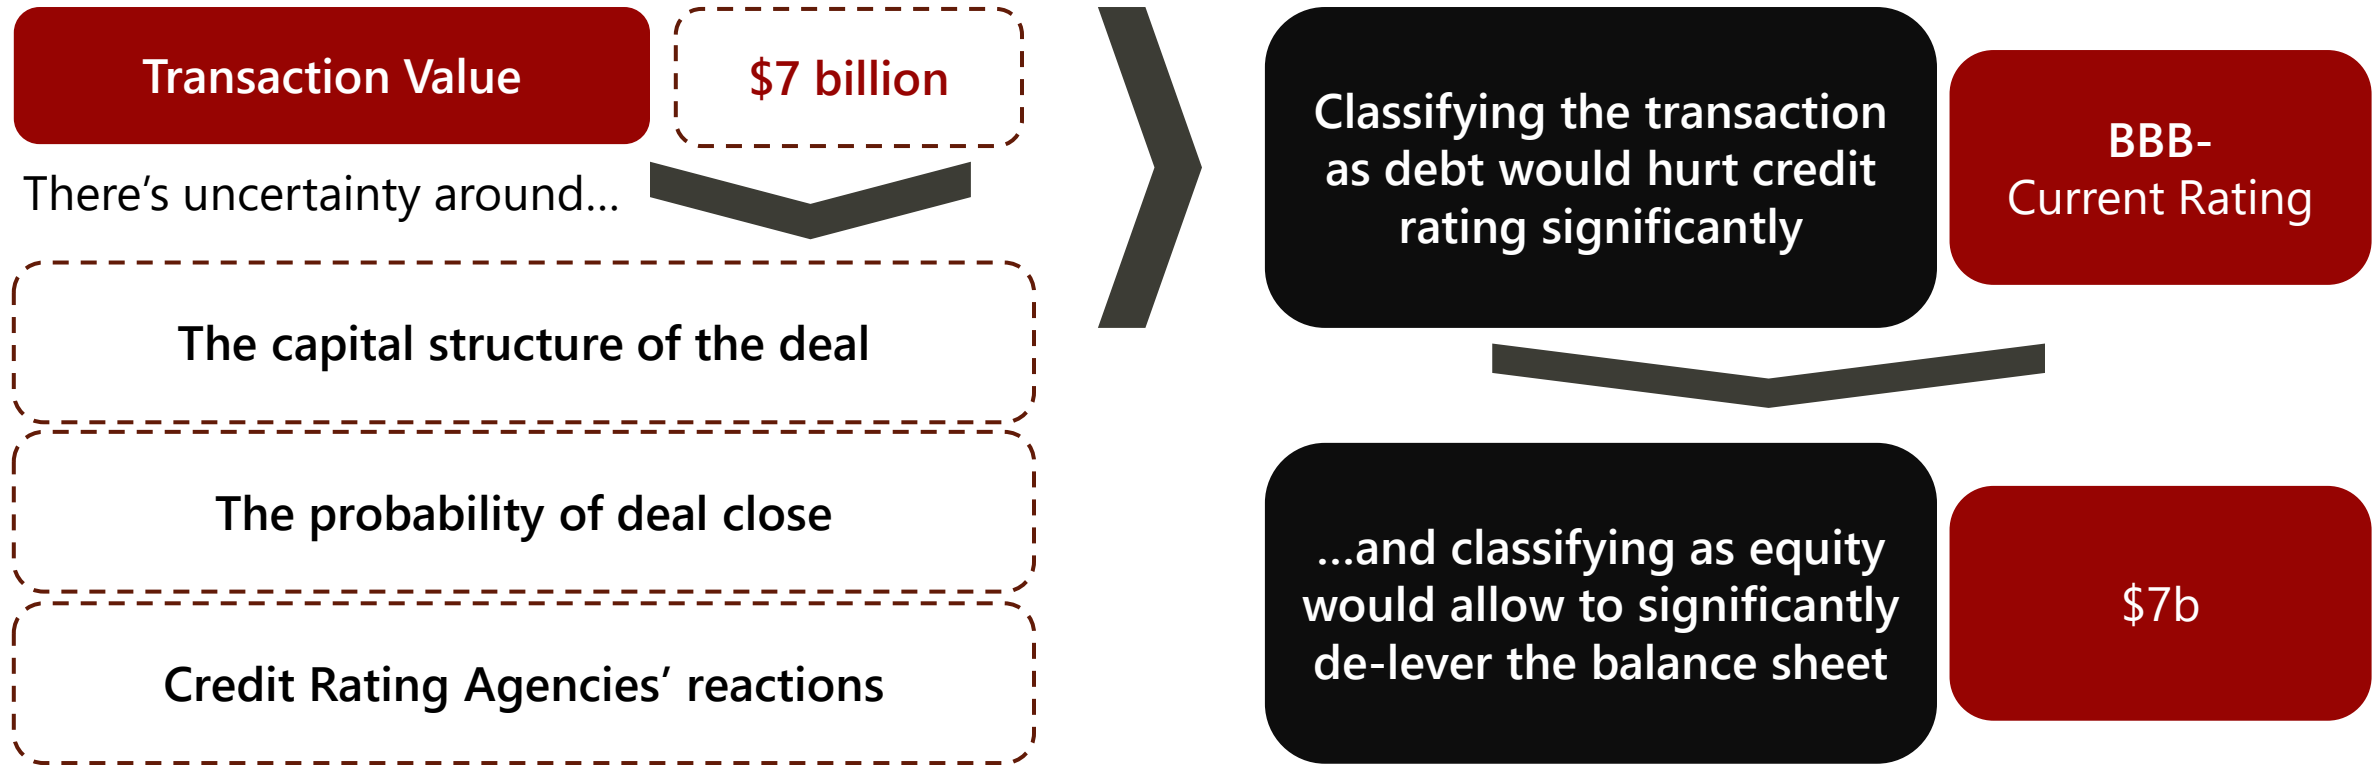 Transaction Value
$7 billion
There’s uncertainty around...
The capital structure of the deal
The probability of deal close
Credit Rating Agencies’ reactions
Classifying the transaction
as debt would hurt credit
rating significantly
BBB-
Current Rating
...and classifying as equity
would allow to significantly
de-lever the balance sheet
$7b